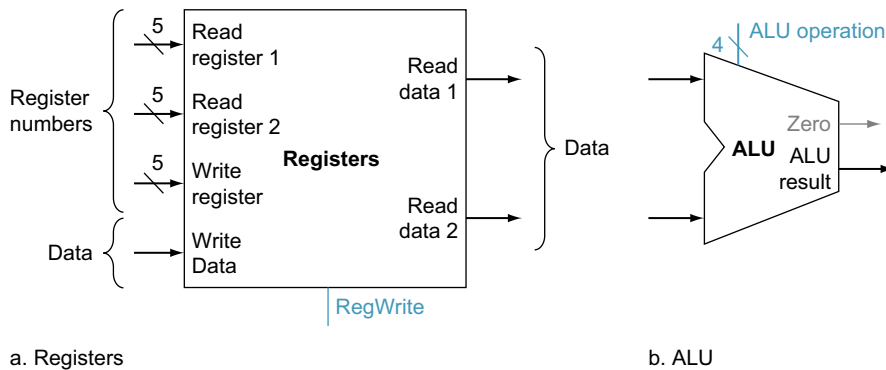 5
Read
register 1
5
Read
register 2
5
Write
register
Write
Data
Register
numbers
Data
Registers
Read
data 1
Read
data 2
Data
RegWrite
a. Registers
4
ALU operation
Zero
ALU
ALU
result
b. ALU